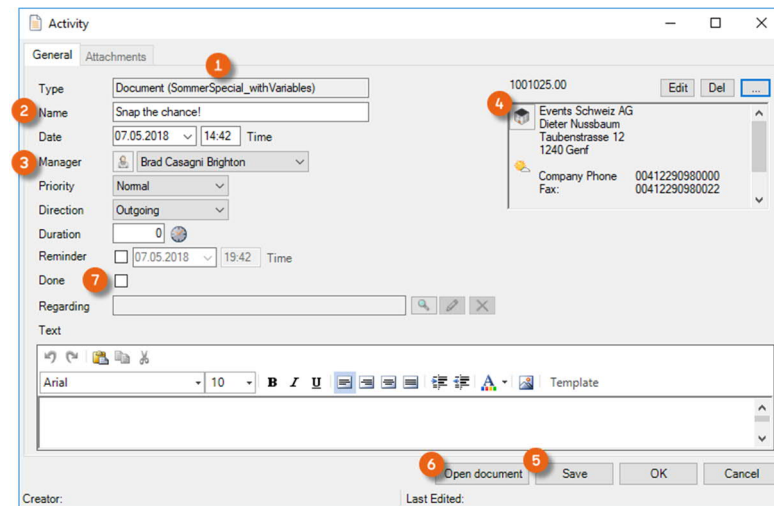 Activity
General Attachments
1
Type Document (SommerSpecial_withVariables)
2 Name Snap the chance!
Date 07.05.2018 14:42 Time
3 Manager Brad Casagni Brighton
Priority Normal
Direction Outgoing
Duration 0
Reminder 07.05.2018 19:42 Time
Done 7
Regarding
1001025.00 Edit Del ...
4
Events Schweiz AG
Dieter Nussbaum
Taubenstrasse 12
1240 Genf
Company Phone 00412290980000
Fax: 00412290980022
Text
Arial 10 B I U A Template
6 Open document 5 Save OK Cancel
Creator: Last Edited: